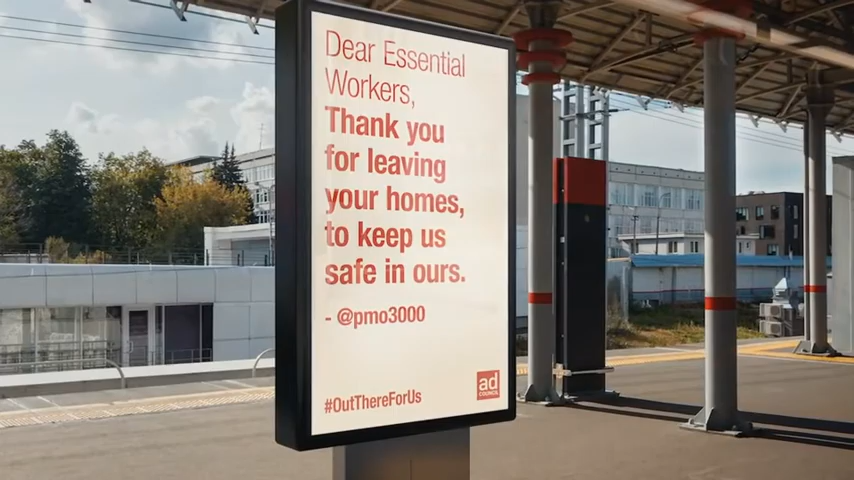 Dear Essential
Workers,
Thank you
for leaving
your homes,
to keep us
safe in ours.
- @pmo3000
#OutThereForUs
ad
COUNCIL